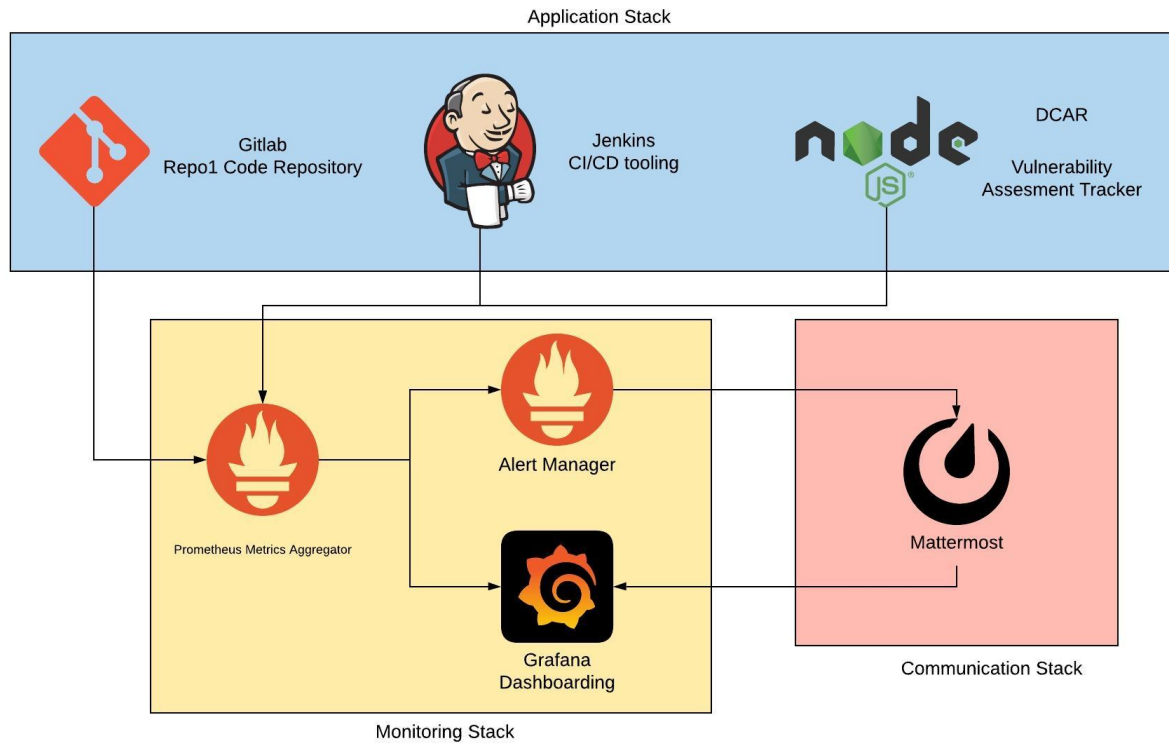 Application Stack
Gitlab
Repo1 Code Repository
Jenkins
CI/CD tooling
node
JS
®
DCAR
Vulnerability
Assesment Tracker
Alert Manager
Prometheus Metrics Aggregator
Mattermost
Grafana
Dashboarding
Communication Stack
Monitoring Stack